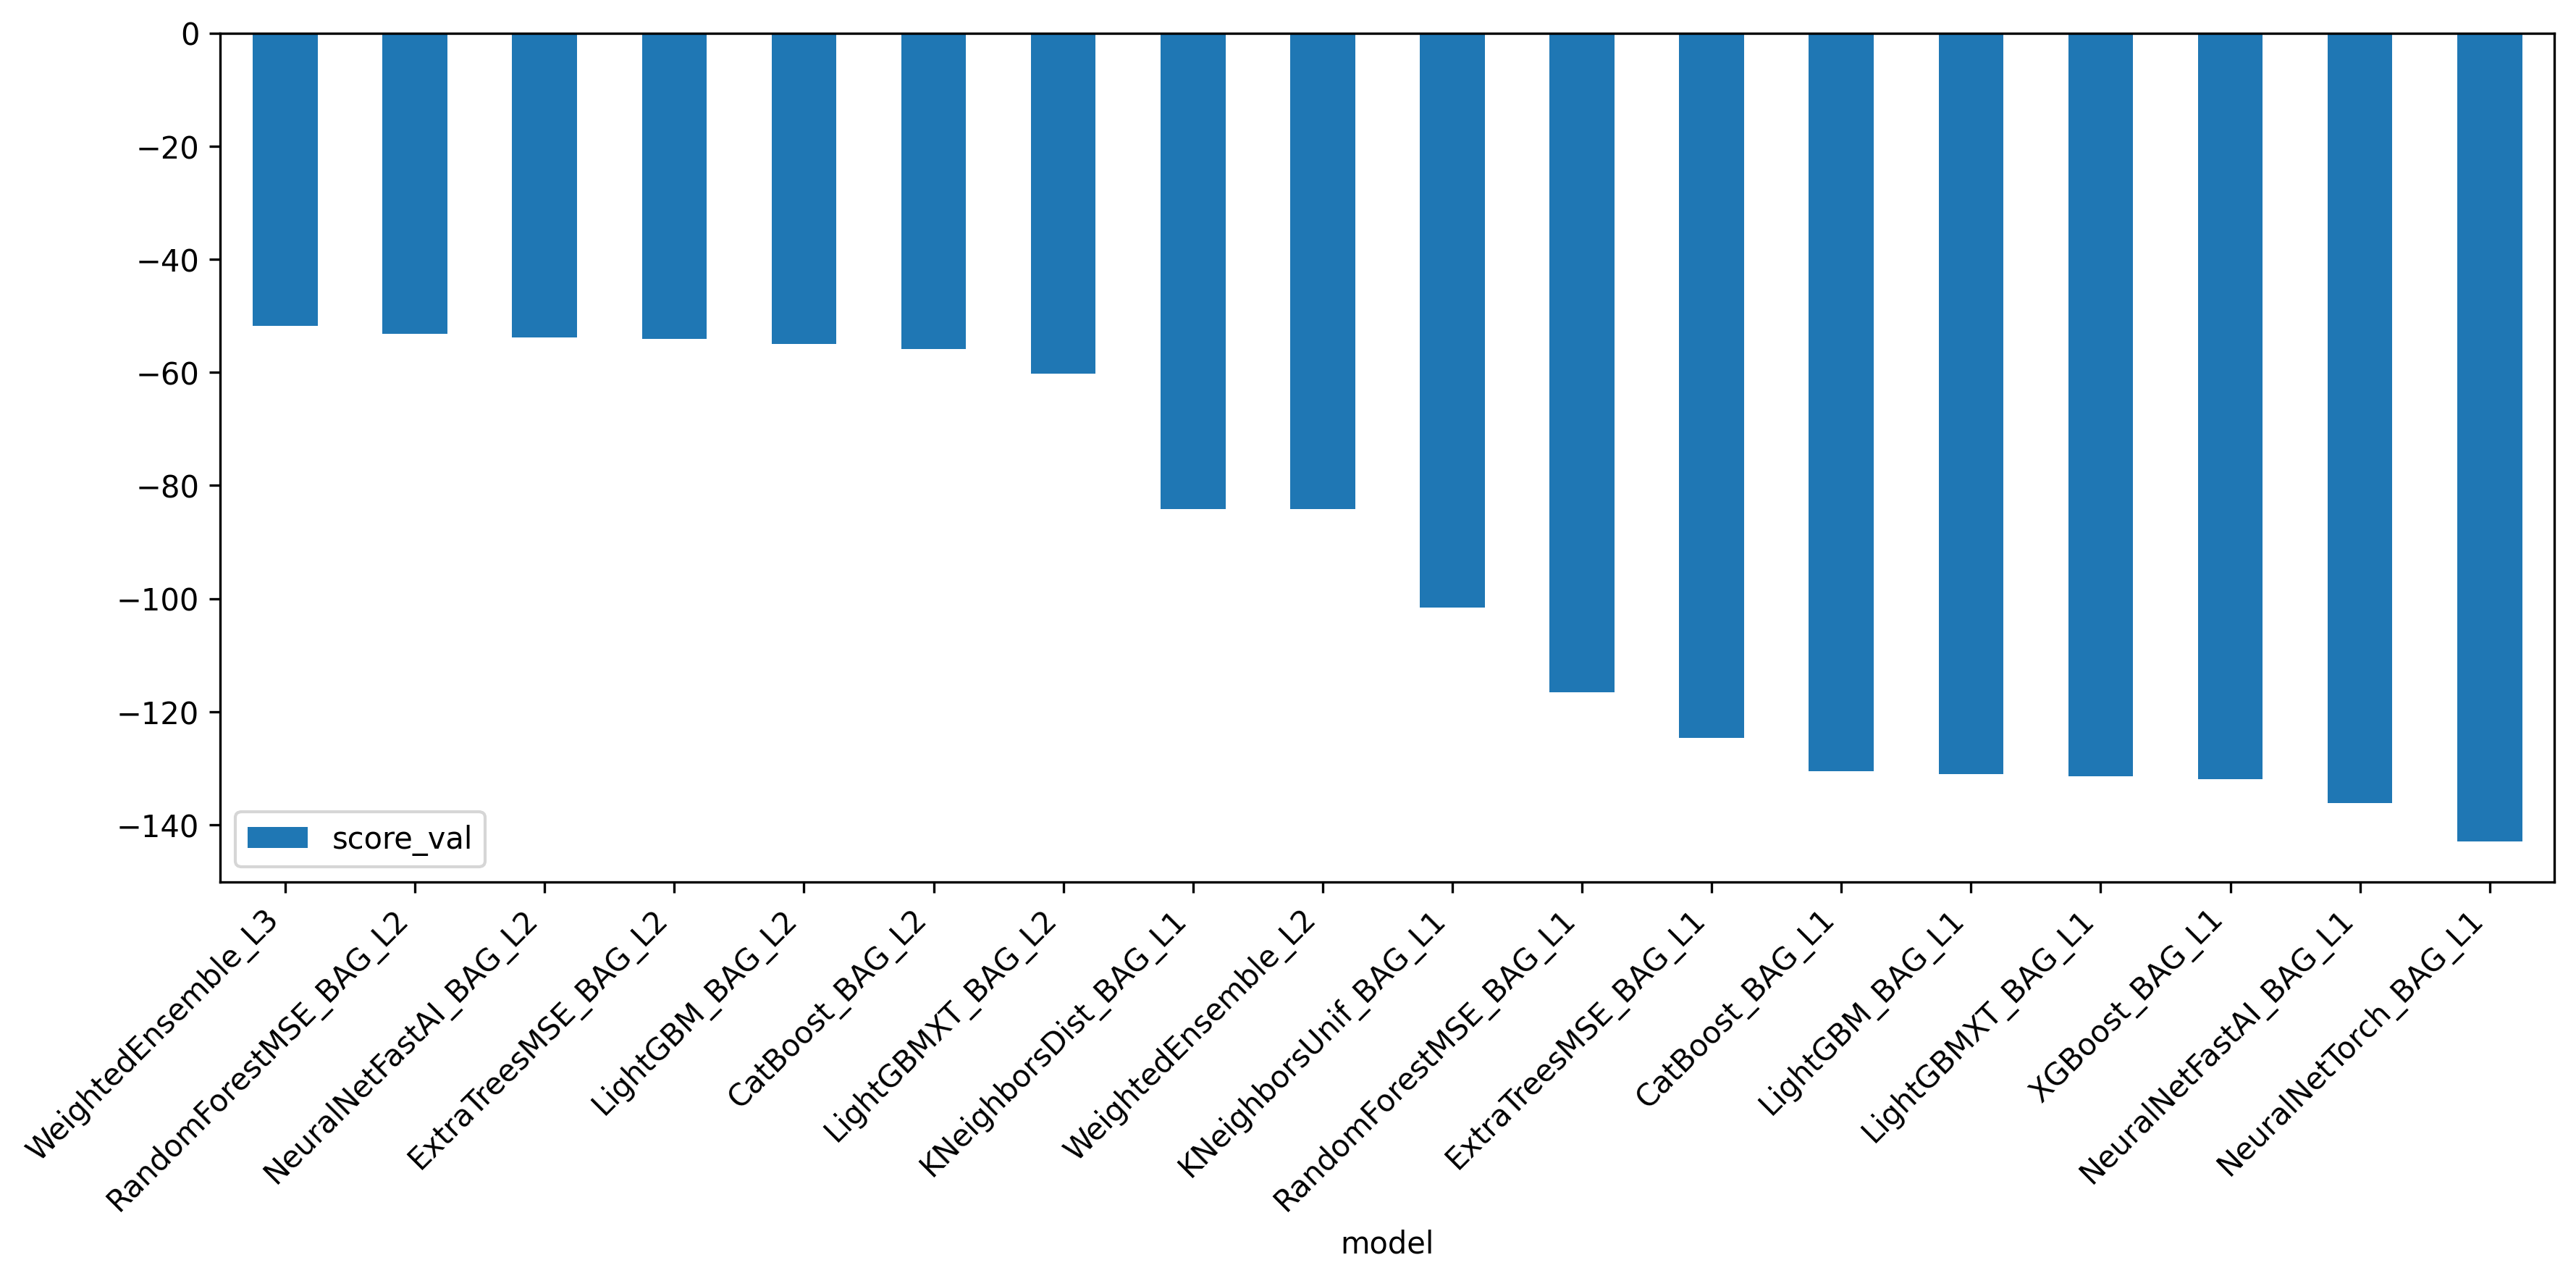 0
−20
−40
−60
−80
−100
−120
−140
score_val
WeightedEnsemble_L3
RandomForestMSE_BAG_L2
NeuralNetFastAI_BAG_L2
ExtraTreesMSE_BAG_L2
LightGBM_BAG_L2
CatBoost_BAG_L2
LightGBMXT_BAG_L2
KNeighborsDist_BAG_L1
WeightedEnsemble_L2
KNeighborsUnif_BAG_L1
RandomForestMSE_BAG_L1
ExtraTreesMSE_BAG_L1
CatBoost_BAG_L1
LightGBM_BAG_L1
LightGBMXT_BAG_L1
XGBoost_BAG_L1
NeuralNetFastAI_BAG_L1
NeuralNetTorch_BAG_L1
model